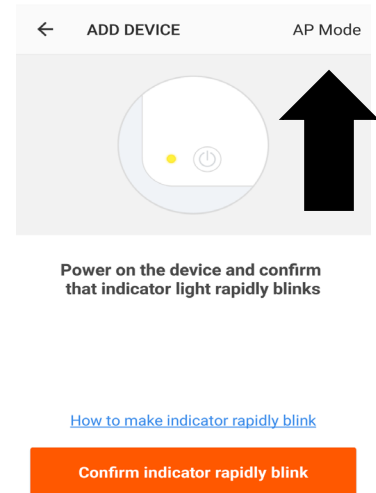 ADD DEVICE AP Mode
Power on the device and confirm
that indicator light rapidly blinks
How to make indicator rapidly blink
Confirm indicator rapidly blink